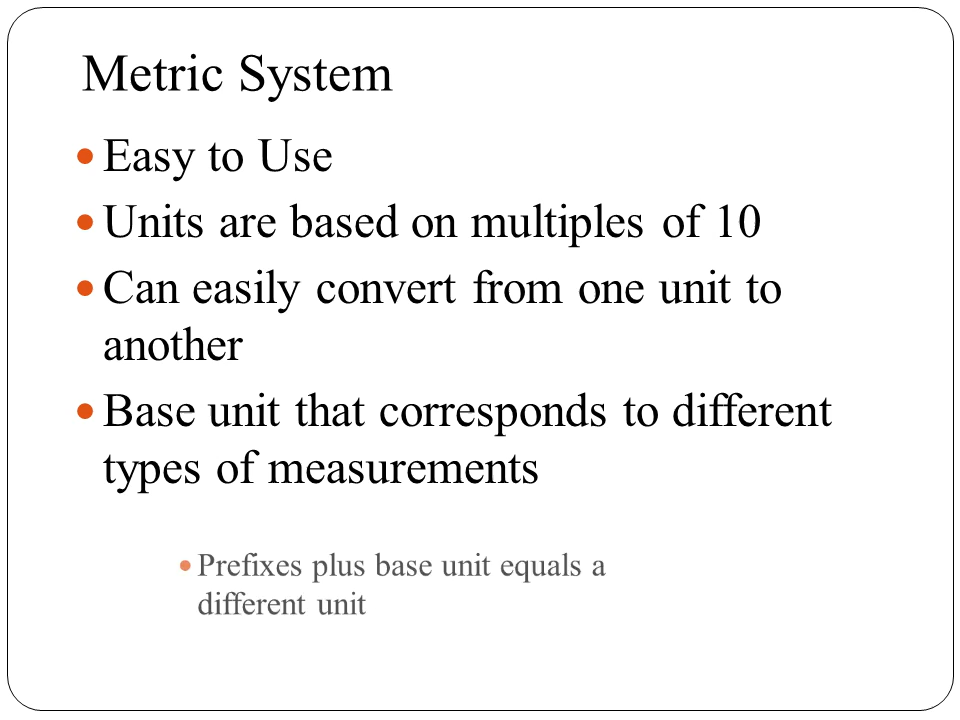 Metric System
• Easy to Use
• Units are based on multiples of 10
• Can easily convert from one unit to
another
• Base unit that corresponds to different
types of measurements
• Prefixes plus base unit equals a
different unit